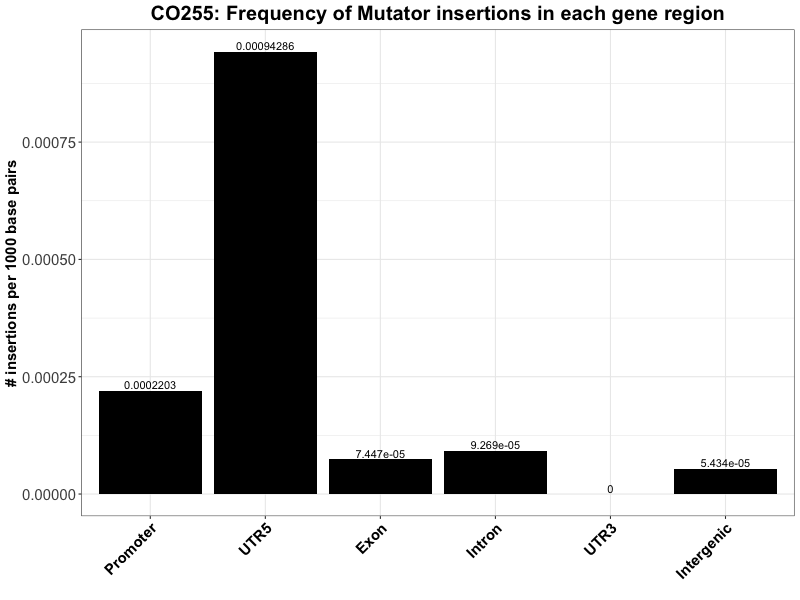 CO255: Frequency of Mutator insertions in each gene region
# insertions per 1000 base pairs
0.00075
0.00050
0.00025
0.00000
0.0002203
0.00094286
7.447e-05
9.269e-05
0
5.434e-05
Promoter
UTR5
Exon
Intron
UTR3
Intergenic